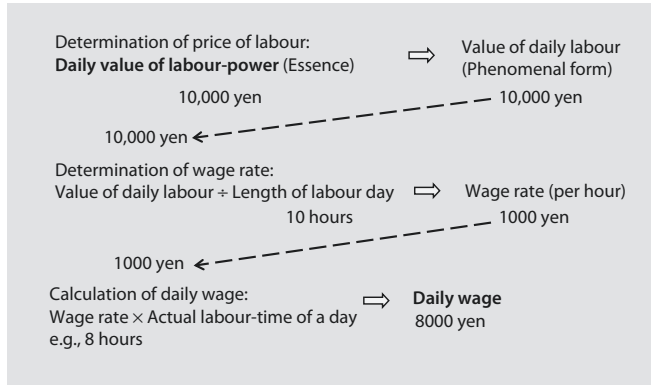 Determination of price of labour:
Daily value of labour-power (Essence)
Value of daily labour
(Phenomenal form)
10,000 yen
10,000 yen
10,000 yen
Determination of wage rate:
Value of daily labour ÷ Length of labour day
Wage rate (per hour)
10 hours
1000 yen
1000 yen
Calculation of daily wage:
Wage rate × Actual labour-time of a day
e.g., 8 hours
Daily wage
8000 yen